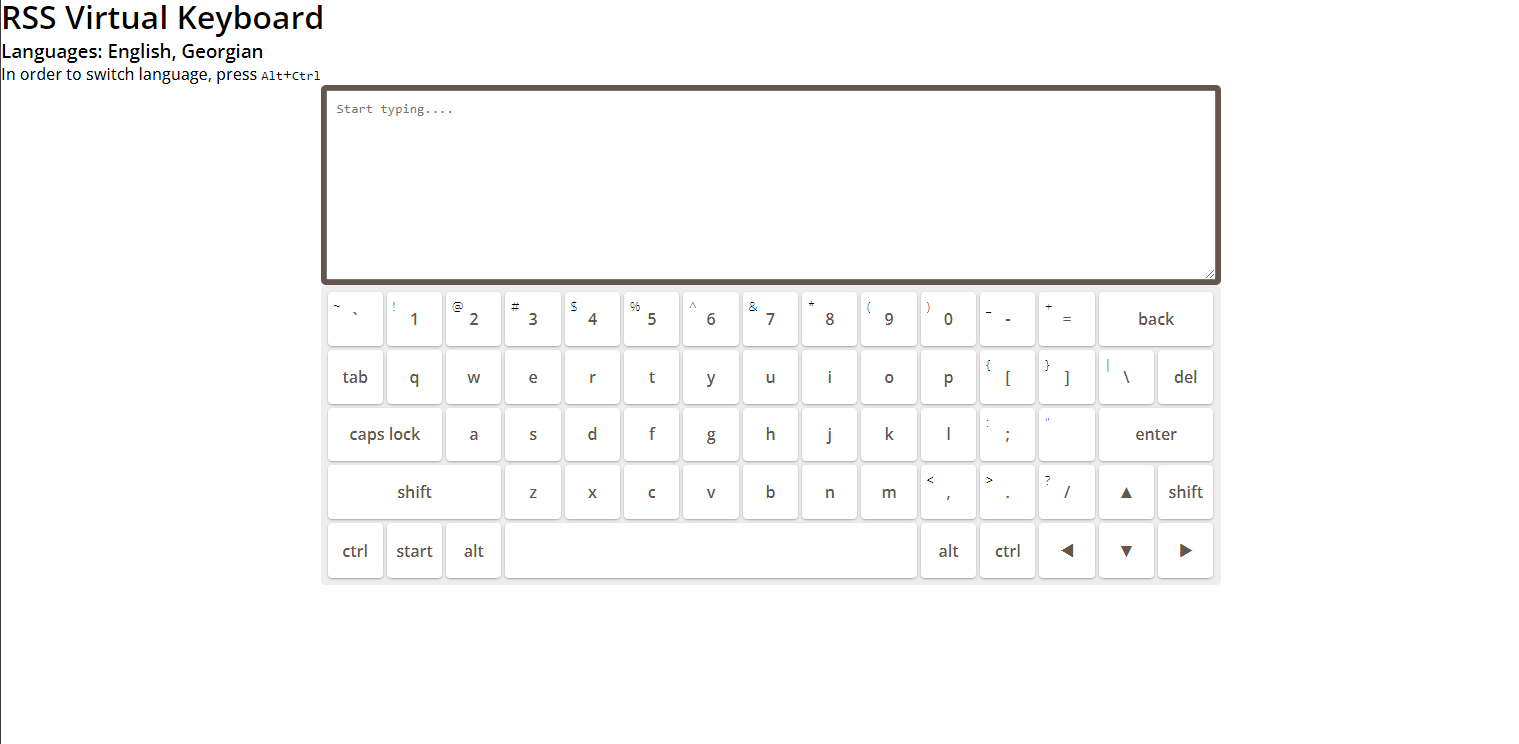 RSS Virtual Keyboard
Languages: English, Georgian
In order to switch language, press Alt+Ctrl
Start typing....
~ ` ! 1 @ 2 # 3 $ 4 % 5 ^ 6 & 7 * 8 ( 9 ) 0 _ - + = back
tab q w e r t y u i o p { [ } ] | \ del
caps lock a s d f g h j k l : ; " enter
shift z x c v b n m < , > . ? / ▲ shift
ctrl start alt alt ctrl ◀ ▼ ▶